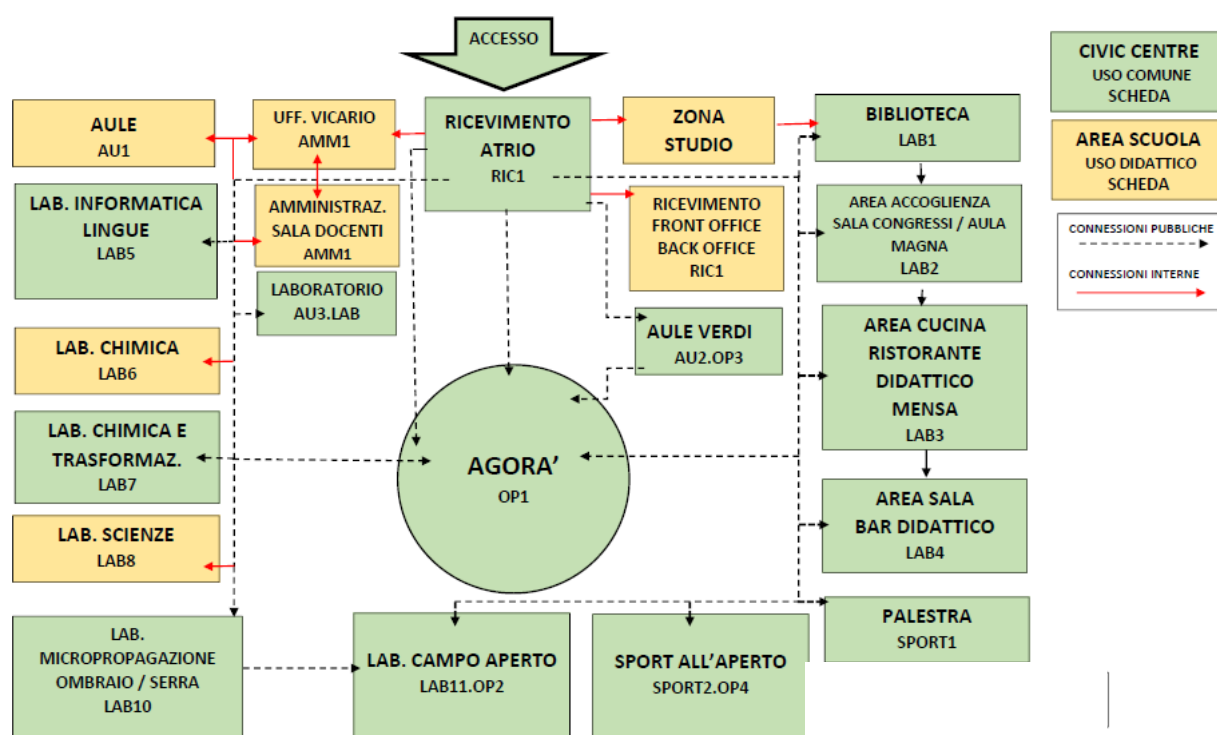 ACCESSO
CIVIC CENTRE
USO COMUNE
SCHEDA
AREA SCUOLA
USO DIDATTICO
SCHEDA
CONNESSIONI PUBBLICHE
CONNESSIONI INTERNE
AULE
AU1
UFF. VICARIO
AMM1
RICEVIMENTO
ATRIO
RIC1
ZONA
STUDIO
BIBLIOTECA
LAB1
LAB. INFORMATICA
LINGUE
LAB5
AMMINISTRAZ.
SALA DOCENTI
AMM1
RICEVIMENTO
FRONT OFFICE
BACK OFFICE
RIC1
AREA ACCOGLIENZA
SALA CONGRESSI / AULA
MAGNA
LAB2
LABORATORIO
AU3.LAB
AULE VERDI
AU2.OP3
AREA CUCINA
RISTORANTE
DIDATTICO
MENSA
LAB3
LAB. CHIMICA
LAB6
LAB. CHIMICA E
TRASFORMAZ.
LAB7
AGORA’
OP1
AREA SALA
BAR DIDATTICO
LAB4
LAB. SCIENZE
LAB8
LAB.
MICROPROPAGAZIONE
OMBRAIO / SERRA
LAB10
LAB. CAMPO APERTO
LAB11.OP2
SPORT ALL’APERTO
SPORT2.OP4
PALESTRA
SPORT1